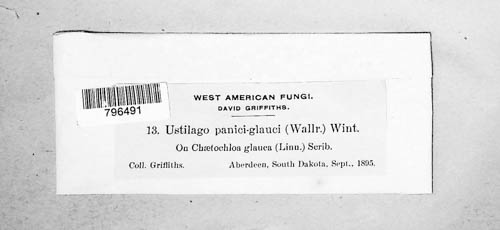 796491
WEST AMERICAN FUNGI.
DAVID GRIFFITHS.
13. Ustilago panici-glauci (Wallr.) Wint.
On Chætochloa glauca (Linn.) Scrib.
Coll. Griffiths. Aberdeen, South Dakota, Sept., 1895.